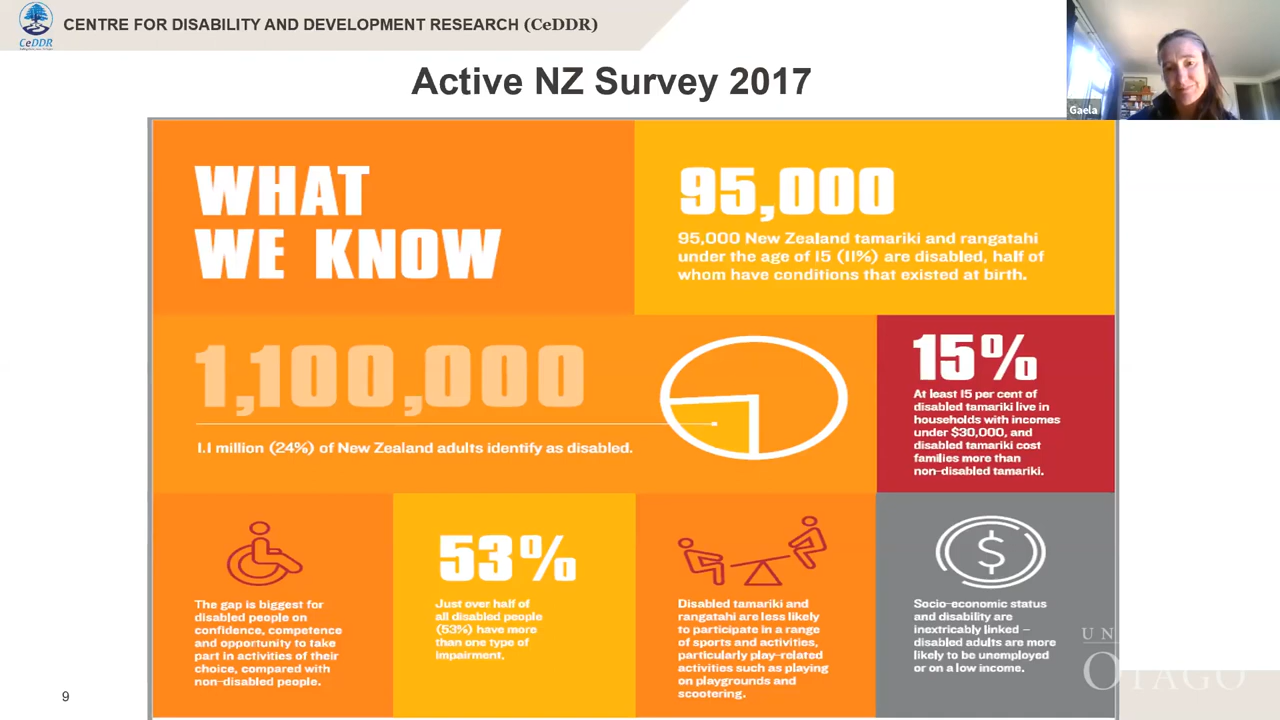 CeDDR
CENTRE FOR DISABILITY AND DEVELOPMENT RESEARCH (CeDDR)
Active NZ Survey 2017
Gaela
WHAT
WE KNOW
95,000
95,000 New Zealand tamariki and rangatahi
under the age of 15 (11%) are disabled, half of
whom have conditions that existed at birth.
1,100,000
1.1 million (24%) of New Zealand adults identify as disabled.
15%
At least 15 per cent of
disabled tamariki live in
households with incomes
under $30,000, and
disabled tamariki cost
families more than
non-disabled tamariki.
The gap is biggest for
disabled people on
confidence, competence
and opportunity to take
part in activities of their
choice, compared with
non-disabled people.
53%
Just over half of
all disabled people
(53%) have more
than one type of
impairment.
Disabled tamariki and
rangatahi are less likely
to participate in a range
of sports and activities,
particularly play-related
activities such as playing
on playgrounds and
scootering.
$
Socio-economic status
and disability are
inextricably linked –
disabled adults are more
likely to be unemployed
or on a low income.
UN
OTAGO
9